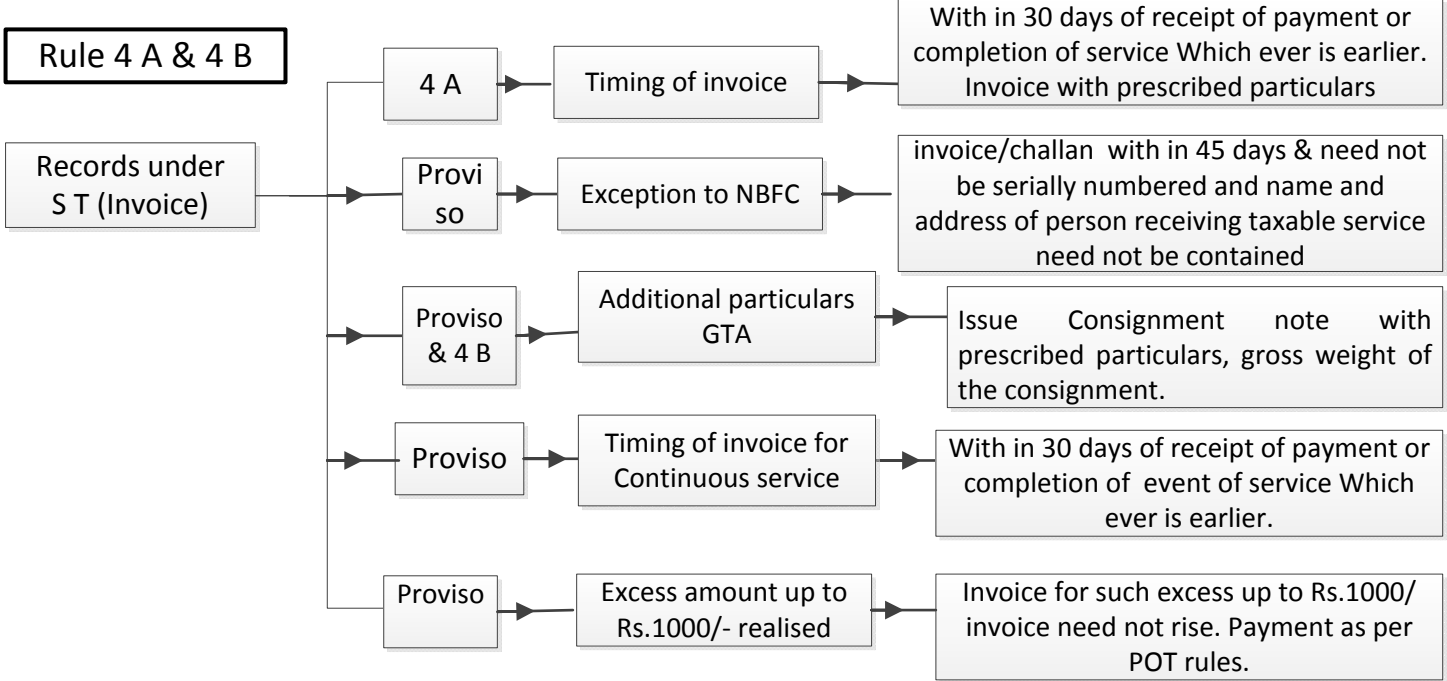 Rule 4 A & 4 B
Records under
S T (Invoice)
4 A
Timing of invoice
With in 30 days of receipt of payment or
completion of service Which ever is earlier.
Invoice with prescribed particulars
Provi
so
Exception to NBFC
invoice/challan with in 45 days & need not
be serially numbered and name and
address of person receiving taxable service
need not be contained
Proviso
& 4 B
Additional particulars
GTA
Issue Consignment note with
prescribed particulars, gross weight of
the consignment.
Proviso
Timing of invoice for
Continuous service
With in 30 days of receipt of payment or
completion of event of service Which
ever is earlier.
Proviso
Excess amount up to
Rs.1000/- realised
Invoice for such excess up to Rs.1000/
invoice need not rise. Payment as per
POT rules.